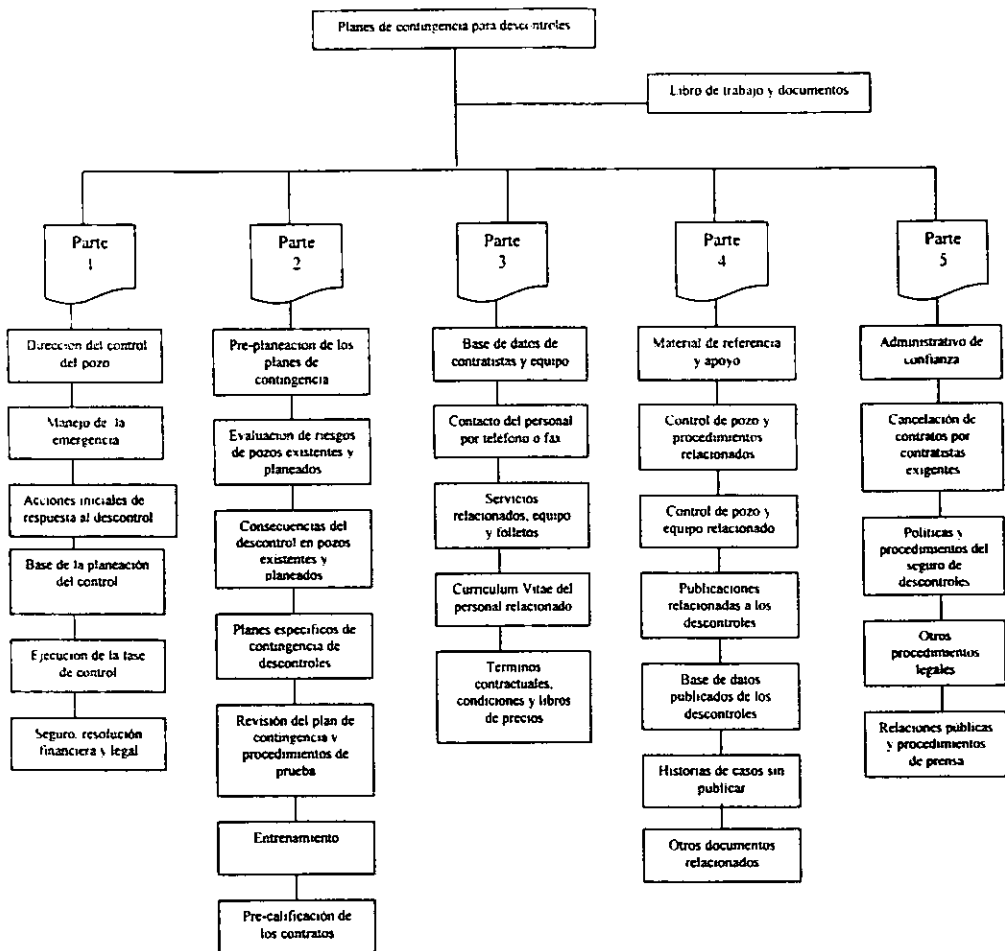 Planes de contingencia para descontroles
Libro de trabajo y documentos
Parte
1
Dirección del control
del pozo
Manejo de la
emergencia
Acciones iniciales de
respuesta al descontrol
Base de la planeación
del control
Ejecución de la fase
de control
Seguro, resolución
financiera y legal
Parte
2
Pre-planeación de los
planes de
contingencia
Evaluación de riesgos
de pozos existentes y
planeados
Consecuencias del
descontrol en pozos
existentes y
planeados
Planes específicos de
contingencia de
descontroles
Revisión del plan de
contingencia y
procedimientos de
prueba
Entrenamiento
Pre-calificación de
los contratos
Parte
3
Base de datos de
contratistas y equipo
Contacto del personal
por teléfono o fax
Servicios
relacionados, equipo
y folletos
Curriculum Vitae del
personal relacionado
Terminos
contractuales,
condiciones y libros
de precios
Parte
4
Material de referencia
y apoyo
Control de pozo y
procedimientos
relacionados
Control de pozo y
equipo relacionado
Publicaciones
relacionadas a los
descontroles
Base de datos
publicados de los
descontroles
Historias de casos sin
publicar
Otros documentos
relacionados
Parte
5
Administrativo de
confianza
Cancelación de
contratos por
contratistas
exigentes
Políticas y
procedimientos del
seguro de
descontroles
Otros
procedimientos
legales
Relaciones públicas
y procedimientos
de prensa